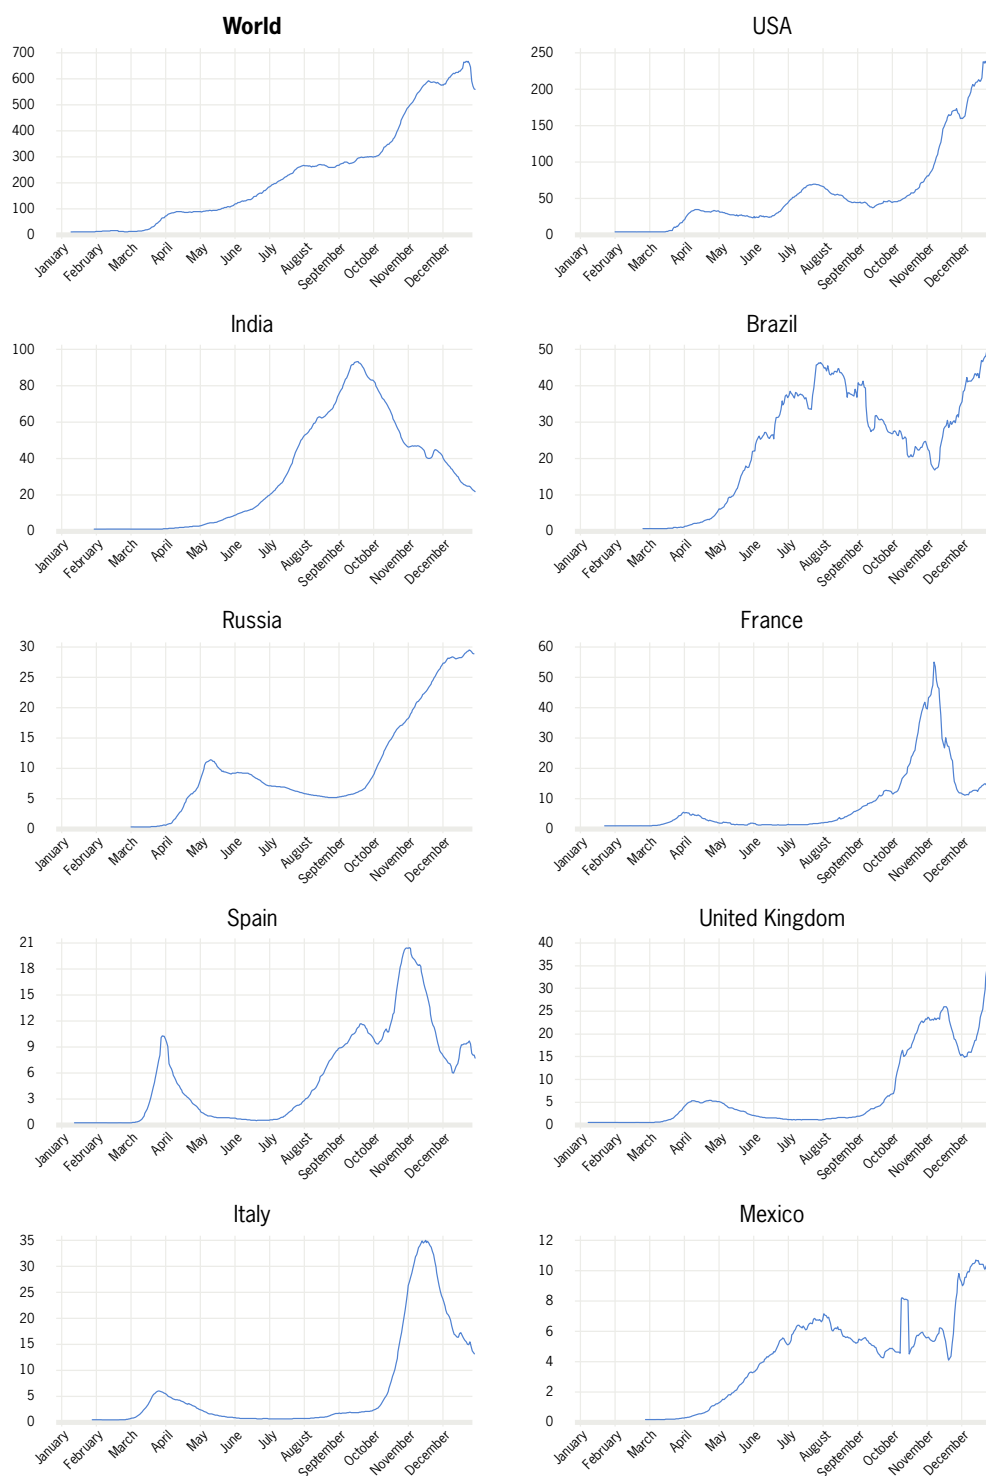 World
700
600
500
400
300
200
100
0
January
February
March
April
May
June
July
August
September
October
November
December
USA
250
200
150
100
50
0
January
February
March
April
May
June
July
August
September
October
November
December
India
100
80
60
40
20
0
January
February
March
April
May
June
July
August
September
October
November
December
Brazil
50
40
30
20
10
0
January
February
March
April
May
June
July
August
September
October
November
December
Russia
30
25
20
15
10
5
0
January
February
March
April
May
June
July
August
September
October
November
December
France
60
50
40
30
20
10
0
January
February
March
April
May
June
July
August
September
October
November
December
Spain
21
18
15
12
9
6
3
0
January
February
March
April
May
June
July
August
September
October
November
December
United Kingdom
40
35
30
25
20
15
10
5
0
January
February
March
April
May
June
July
August
September
October
November
December
Italy
35
30
25
20
15
10
5
0
January
February
March
April
May
June
July
August
September
October
November
December
Mexico
12
10
8
6
4
2
0
January
February
March
April
May
June
July
August
September
October
November
December